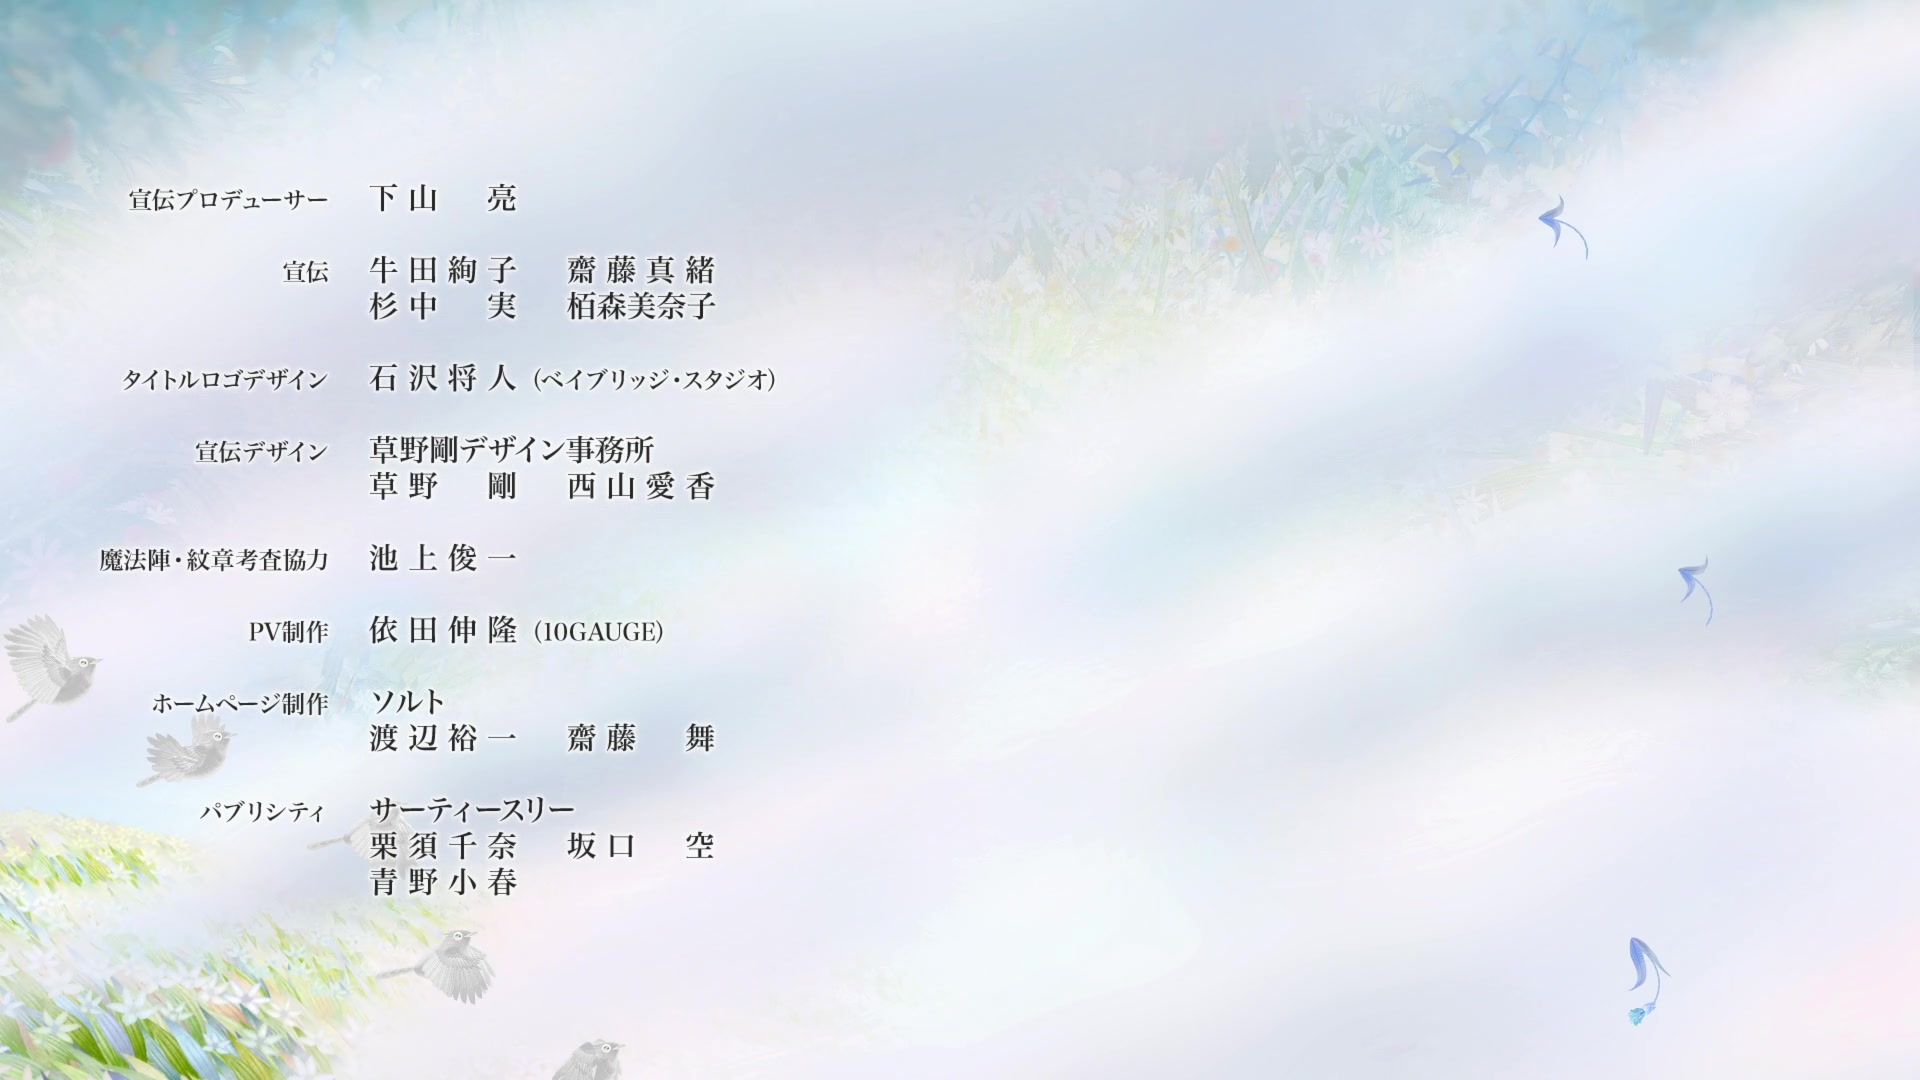 宣伝プロデューサー 下山 亮
宣伝 牛田絢子 齋藤真緒
杉中 実 栢森美奈子
タイトルロゴデザイン 石沢将人（ベイブリッジ・スタジオ）
宣伝デザイン 草野剛デザイン事務所
草野 剛 西山愛香
魔法陣・紋章考査協力 池上俊一
PV制作 依田伸隆（10GAUGE）
ホームページ制作 ソルト
渡辺裕一 齋藤 舞
パブリシティ サーティースリー
栗須千奈 坂口 空
青野小春